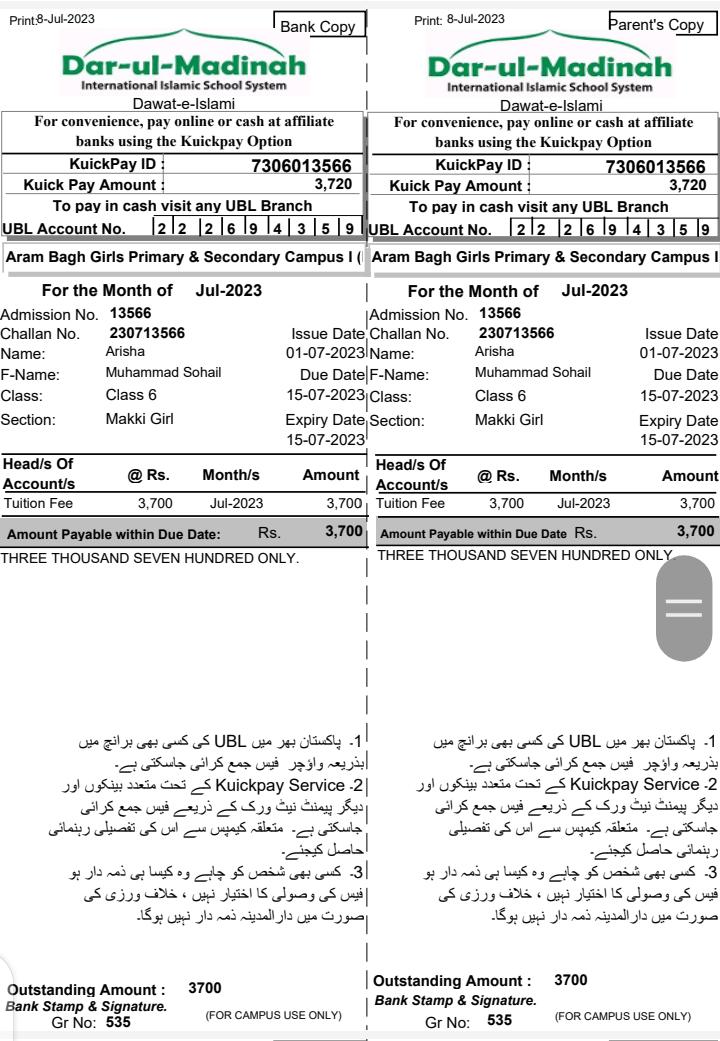 Print:8-Jul-2023
Bank Copy
Dar-ul-Madinah
International Islamic School System
Dawat-e-Islami
For convenience, pay online or cash at affiliate
banks using the Kuickpay Option
KuickPay ID : 7306013566
Kuick Pay Amount : 3,720
To pay in cash visit any UBL Branch
UBL Account No. 2 2 2 6 9 4 3 5 9
Aram Bagh Girls Primary & Secondary Campus I (
For the Month of Jul-2023
Admission No. 13566
Challan No. 230713566 Issue Date
Name: Arisha 01-07-2023
F-Name: Muhammad Sohail Due Date
Class: Class 6 15-07-2023
Section: Makki Girl Expiry Date
15-07-2023
Head/s Of
Account/s @ Rs. Month/s Amount
Tuition Fee 3,700 Jul-2023 3,700
Amount Payable within Due Date: Rs. 3,700
THREE THOUSAND SEVEN HUNDRED ONLY.
1۔ پاکستان بھر میں UBL کی کسی بھی برانچ میں
بذریعہ واؤچر فیس جمع کرائی جاسکتی ہے۔
2۔ Kuickpay Service کے تحت متعدد بینکوں اور
دیگر پیمنٹ نیٹ ورک کے ذریعے فیس جمع کرائی
جاسکتی ہے۔ متعلقہ کیمپس سے اس کی تفصیلی رہنمائی
حاصل کیجئے۔
3۔ کسی بھی شخص کو چاہے وہ کیسا ہی ذمہ دار ہو
فیس کی وصولی کا اختیار نہیں ، خلاف ورزی کی
صورت میں دارالمدینہ ذمہ دار نہیں ہوگا۔
Outstanding Amount : 3700
Bank Stamp & Signature.
Gr No: 535 (FOR CAMPUS USE ONLY)
Print: 8-Jul-2023
Parent's Copy
Dar-ul-Madinah
International Islamic School System
Dawat-e-Islami
For convenience, pay online or cash at affiliate
banks using the Kuickpay Option
KuickPay ID : 7306013566
Kuick Pay Amount : 3,720
To pay in cash visit any UBL Branch
UBL Account No. 2 2 2 6 9 4 3 5 9
Aram Bagh Girls Primary & Secondary Campus I
For the Month of Jul-2023
Admission No. 13566
Challan No. 230713566 Issue Date
Name: Arisha 01-07-2023
F-Name: Muhammad Sohail Due Date
Class: Class 6 15-07-2023
Section: Makki Girl Expiry Date
15-07-2023
Head/s Of
Account/s @ Rs. Month/s Amount
Tuition Fee 3,700 Jul-2023 3,700
Amount Payable within Due Date Rs. 3,700
THREE THOUSAND SEVEN HUNDRED ONLY
1۔ پاکستان بھر میں UBL کی کسی بھی برانچ میں
بذریعہ واؤچر فیس جمع کرائی جاسکتی ہے۔
2۔ Kuickpay Service کے تحت متعدد بینکوں اور
دیگر پیمنٹ نیٹ ورک کے ذریعے فیس جمع کرائی
جاسکتی ہے۔ متعلقہ کیمپس سے اس کی تفصیلی
رہنمائی حاصل کیجئے۔
3۔ کسی بھی شخص کو چاہے وہ کیسا ہی ذمہ دار ہو
فیس کی وصولی کا اختیار نہیں ، خلاف ورزی کی
صورت میں دارالمدینہ ذمہ دار نہیں ہوگا۔
Outstanding Amount : 3700
Bank Stamp & Signature.
Gr No: 535 (FOR CAMPUS USE ONLY)